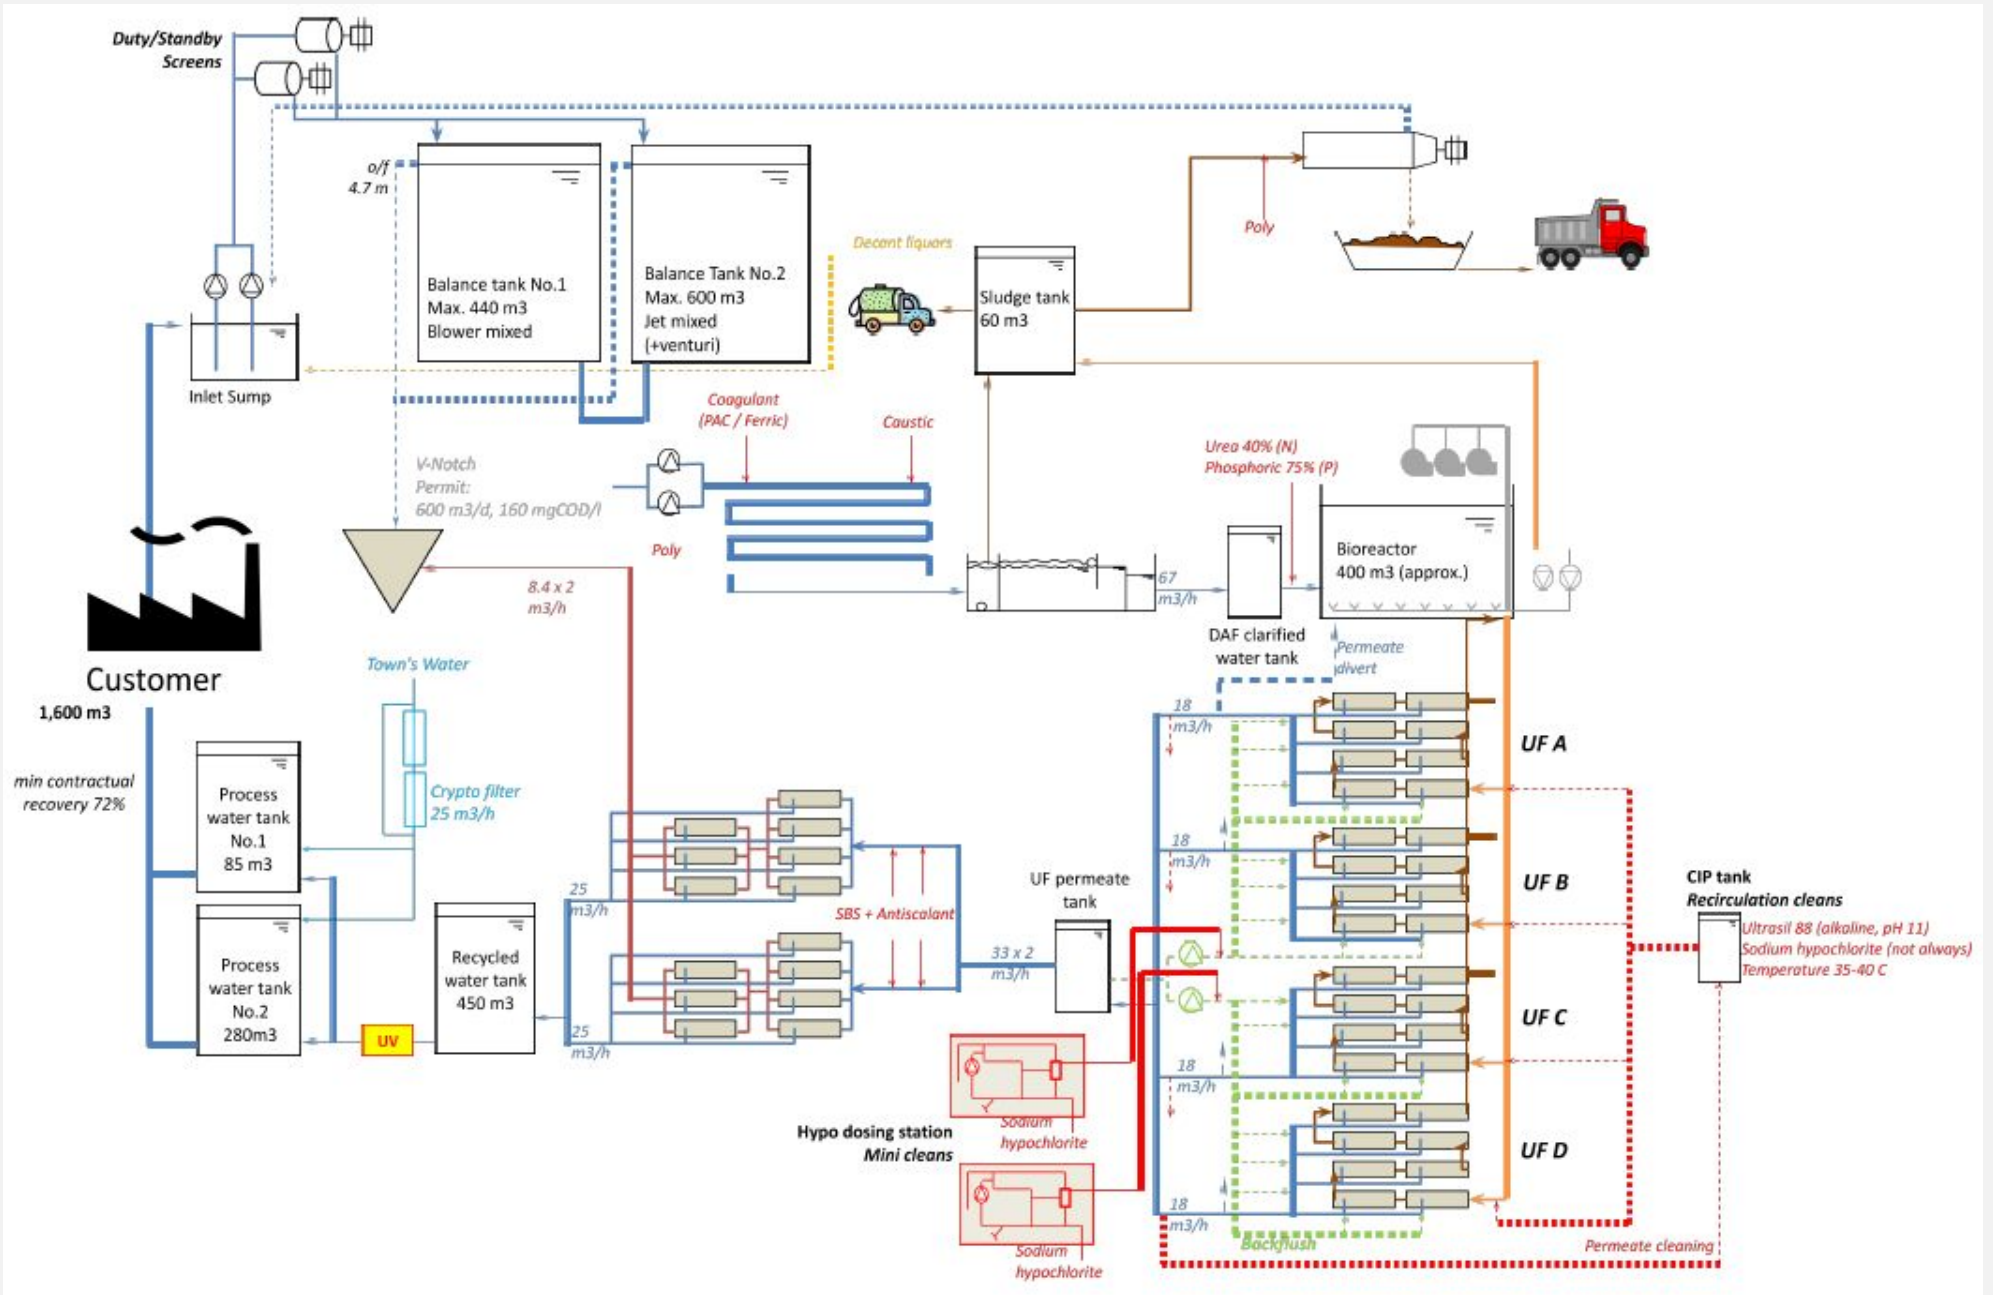 Duty/Standby
Screens
o/f
4.7 m
Balance tank No.1
Max. 440 m3
Blower mixed
Balance Tank No.2
Max. 600 m3
Jet mixed
(+venturi)
Decant liquors
Sludge tank
60 m3
Poly
Inlet Sump
Coagulant
(PAC / Ferric)
Caustic
V-Notch
Permit:
600 m3/d, 160 mgCOD/l
Poly
Urea 40% (N)
Phosphoric 75% (P)
Bioreactor
400 m3 (approx.)
67
m3/h
DAF clarified
water tank
Permeate
divert
8.4 x 2
m3/h
Customer
1,600 m3
min contractual
recovery 72%
Town's Water
Crypto filter
25 m3/h
Process
water tank
No.1
85 m3
Process
water tank
No.2
280m3
UV
Recycled
water tank
450 m3
25
m3/h
25
m3/h
SBS + Antiscalant
33 x 2
m3/h
UF permeate
tank
18
m3/h
18
m3/h
18
m3/h
18
m3/h
UF A
UF B
UF C
UF D
CIP tank
Recirculation cleans
Ultrasil 88 (alkaline, pH 11)
Sodium hypochlorite (not always)
Temperature 35-40 C
Hypo dosing station
Mini cleans
Sodium
hypochlorite
Sodium
hypochlorite
Backflush
Permeate cleaning